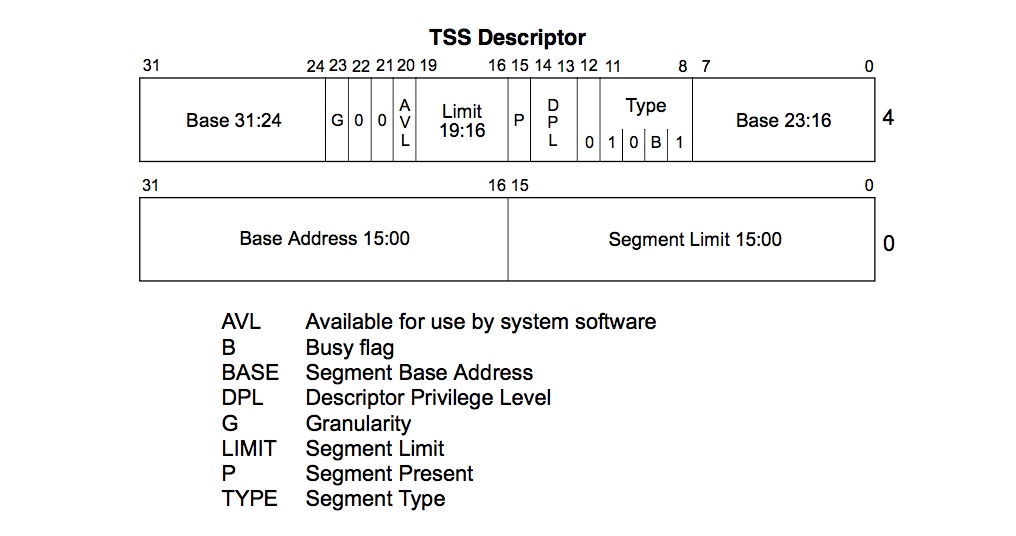 TSS Descriptor
31 24 23 22 21 20 19 16 15 14 13 12 11 8 7 0
Base 31:24 G 0 0 AVL Limit 19:16 P DPL 0 Type 1 0 B 1 Base 23:16 4
31 16 15 0
Base Address 15:00 Segment Limit 15:00 0
AVL Available for use by system software
B Busy flag
BASE Segment Base Address
DPL Descriptor Privilege Level
G Granularity
LIMIT Segment Limit
P Segment Present
TYPE Segment Type